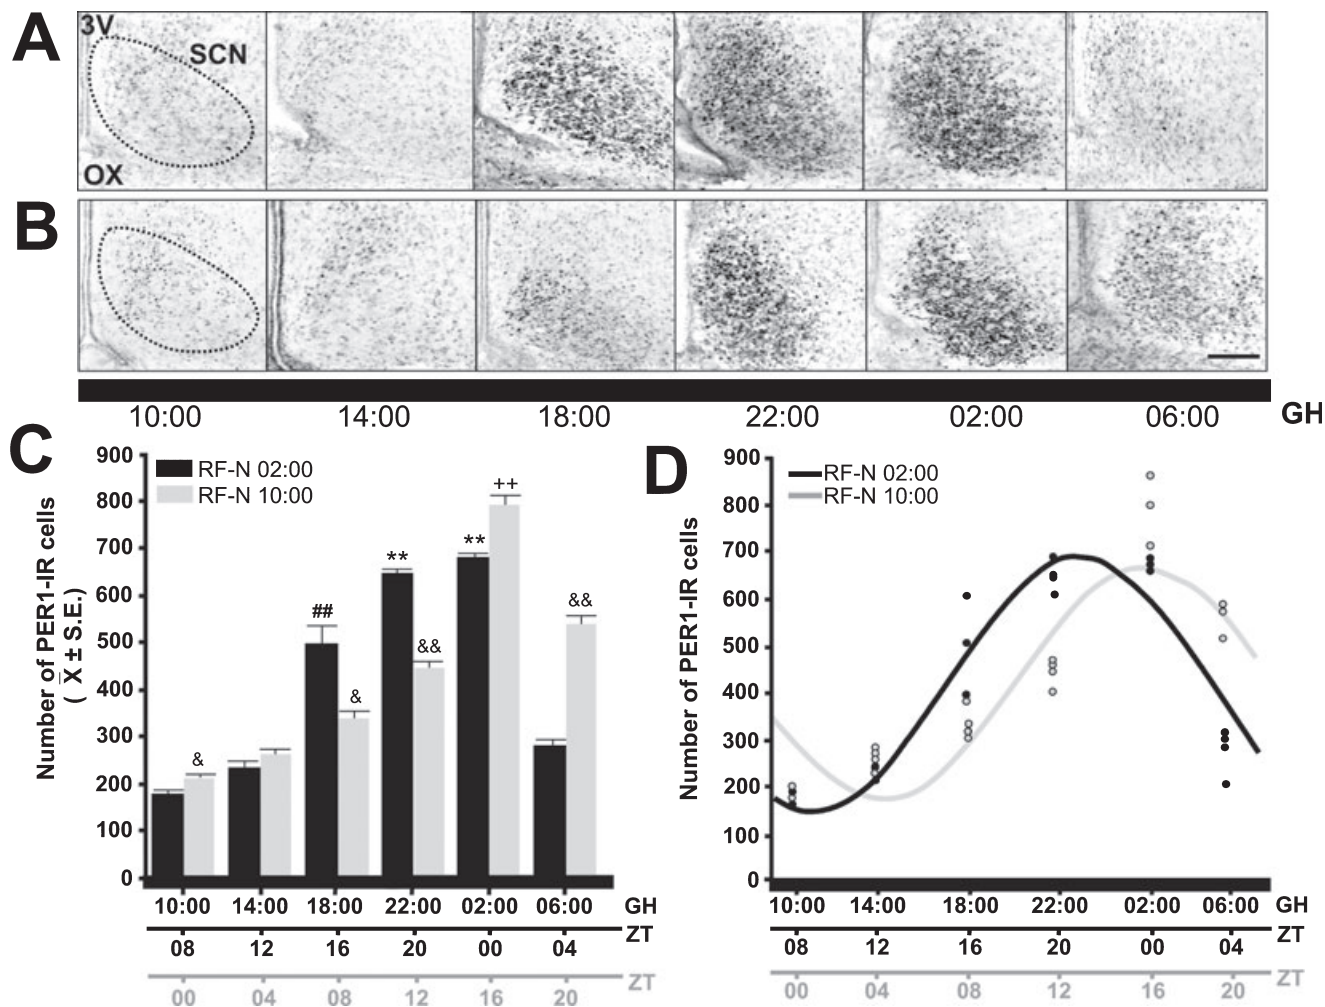 A
3V
SCN
OX
B
10:00 14:00 18:00 22:00 02:00 06:00 GH
C
900
800
700
600
500
400
300
200
100
0
Number of PER1-IR cells
( X̄ ± S.E.)
RF-N 02:00
RF-N 10:00
&
##
&
**
&&
**
++
&&
10:00 14:00 18:00 22:00 02:00 06:00 GH
08 12 16 20 00 04 ZT
00 04 08 12 16 20 ZT
D
900
800
700
600
500
400
300
200
100
0
Number of PER1-IR cells
RF-N 02:00
RF-N 10:00
10:00 14:00 18:00 22:00 02:00 06:00 GH
08 12 16 20 00 04 ZT
00 04 08 12 16 20 ZT